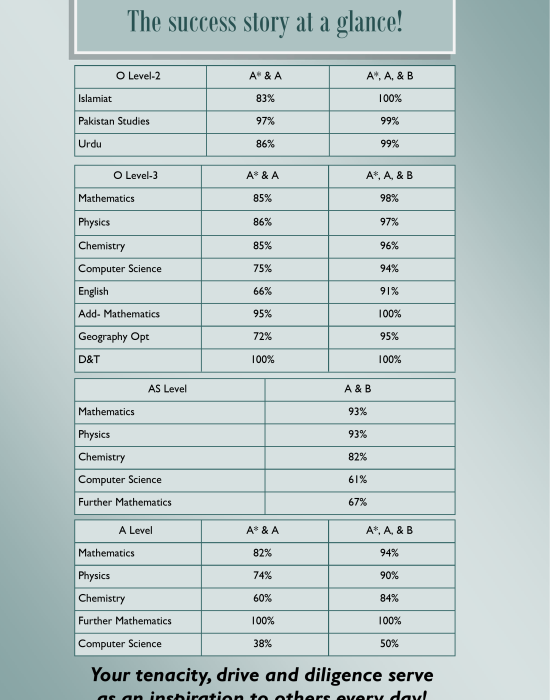 The success story at a glance!
O Level-2 A* & A A*, A, & B
Islamiat 83% 100%
Pakistan Studies 97% 99%
Urdu 86% 99%
O Level-3 A* & A A*, A, & B
Mathematics 85% 98%
Physics 86% 97%
Chemistry 85% 96%
Computer Science 75% 94%
English 66% 91%
Add- Mathematics 95% 100%
Geography Opt 72% 95%
D&T 100% 100%
AS Level A & B
Mathematics 93%
Physics 93%
Chemistry 82%
Computer Science 61%
Further Mathematics 67%
A Level A* & A A*, A, & B
Mathematics 82% 94%
Physics 74% 90%
Chemistry 60% 84%
Further Mathematics 100% 100%
Computer Science 38% 50%
Your tenacity, drive and diligence serve
as an inspiration to others every day!